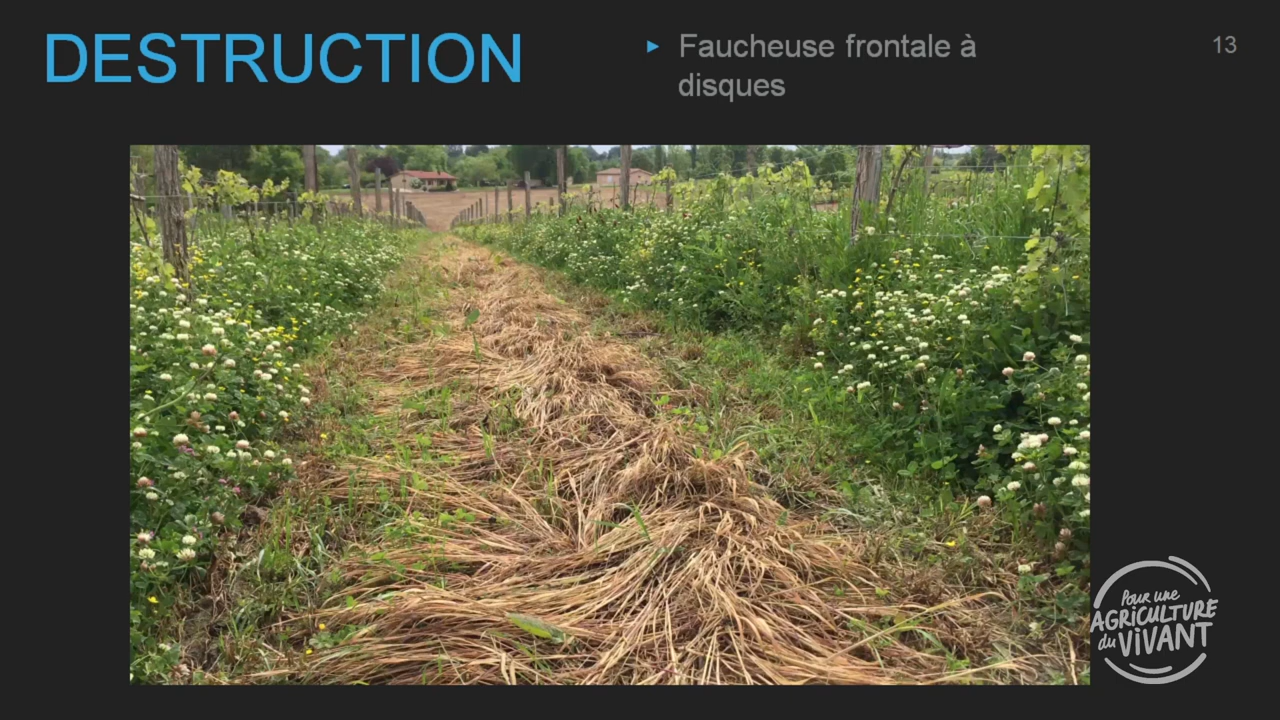 DESTRUCTION
Faucheuse frontale à
disques
13
Pour une
AGRICULTURE
du ViVANT